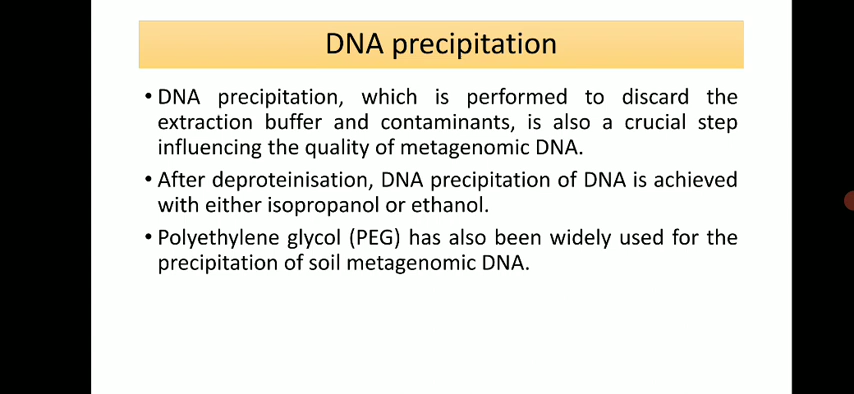 DNA precipitation
• DNA precipitation, which is performed to discard the
extraction buffer and contaminants, is also a crucial step
influencing the quality of metagenomic DNA.
• After deproteinisation, DNA precipitation of DNA is achieved
with either isopropanol or ethanol.
• Polyethylene glycol (PEG) has also been widely used for the
precipitation of soil metagenomic DNA.